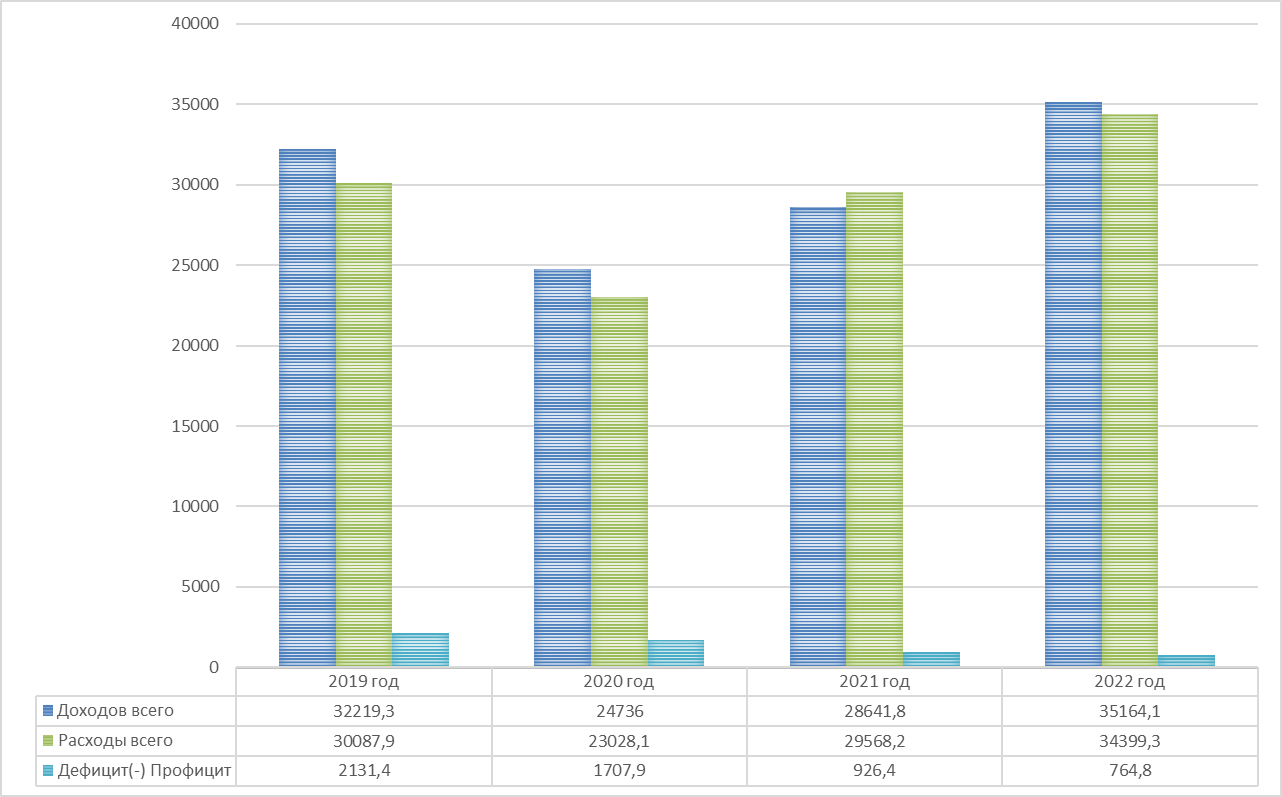 40000
35000
30000
25000
20000
15000
10000
5000
0
2019 год 2020 год 2021 год 2022 год
Доходов всего 32219,3 24736 28641,8 35164,1
Расходы всего 30087,9 23028,1 29568,2 34399,3
Дефицит(-) Профицит 2131,4 1707,9 926,4 764,8